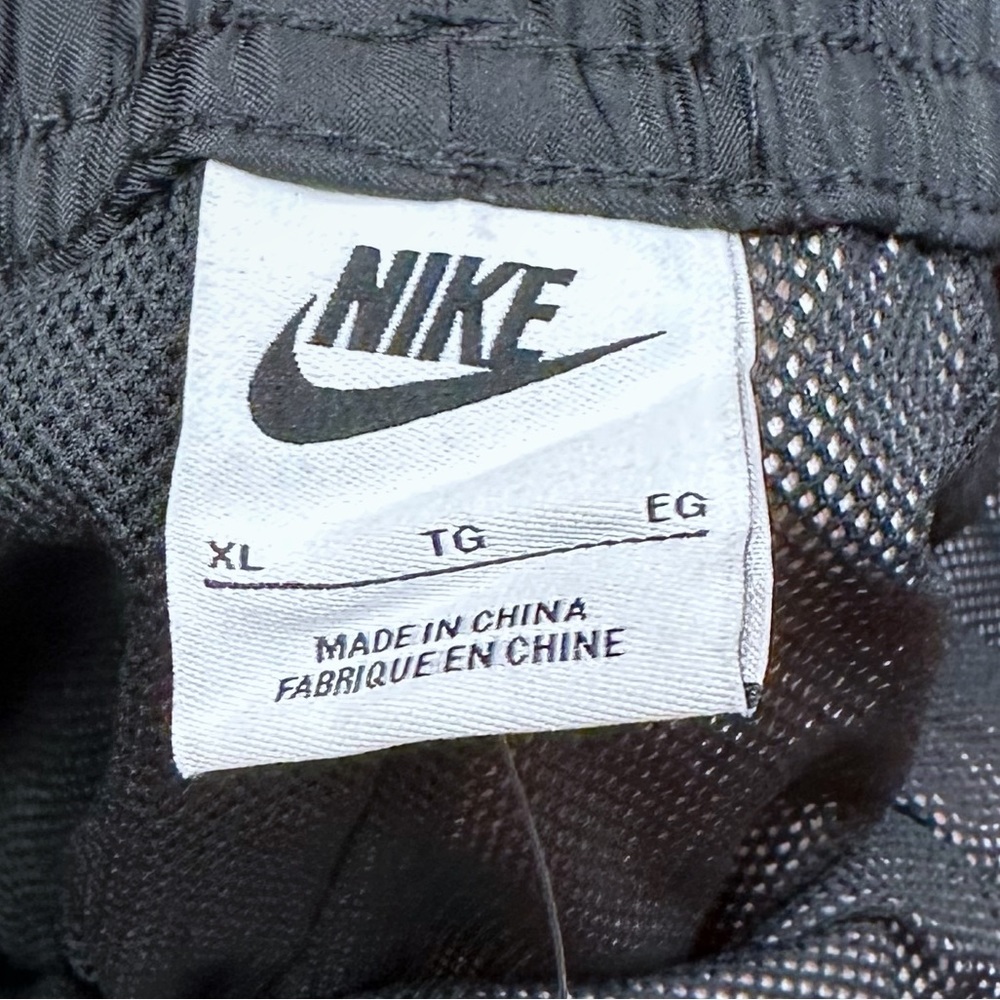 NIKE
XL TG EG
MADE IN CHINA
FABRIQUE EN CHINE